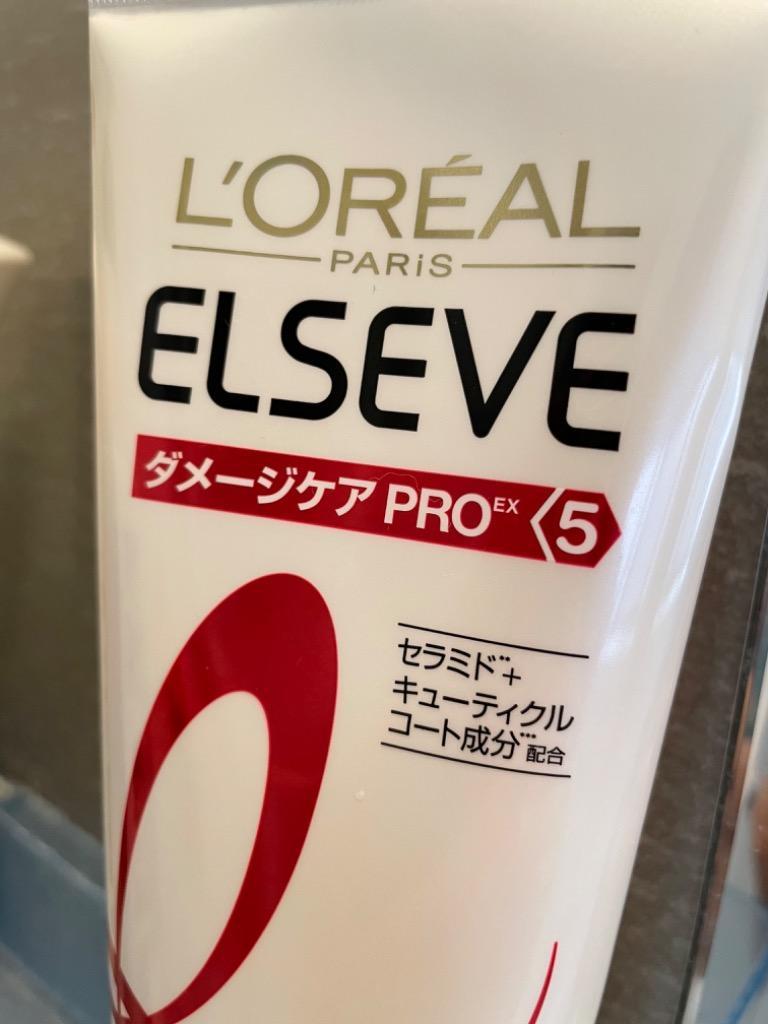 L'ORÉAL
PARiS
ELSEVE
ダメージケア PRO EX 5
セラミド**+
キューティクル
コート成分***配合